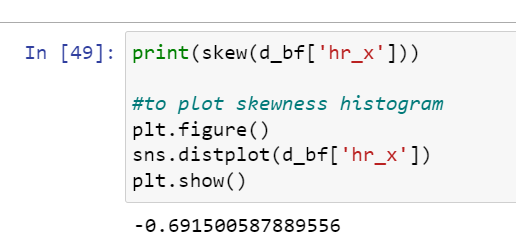 In [49]: print(skew(d_bf['hr_x']))
#to plot skewness histogram
plt.figure()
sns.distplot(d_bf['hr_x'])
plt.show()
-0.691500587889556